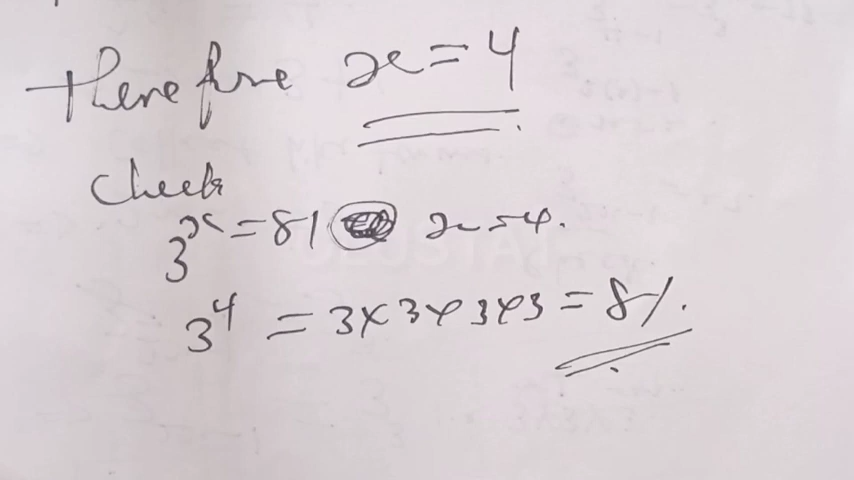 Therefore x = 4
Check
3^x = 81 x = 4.
3^4 = 3×3×3×3 = 81.